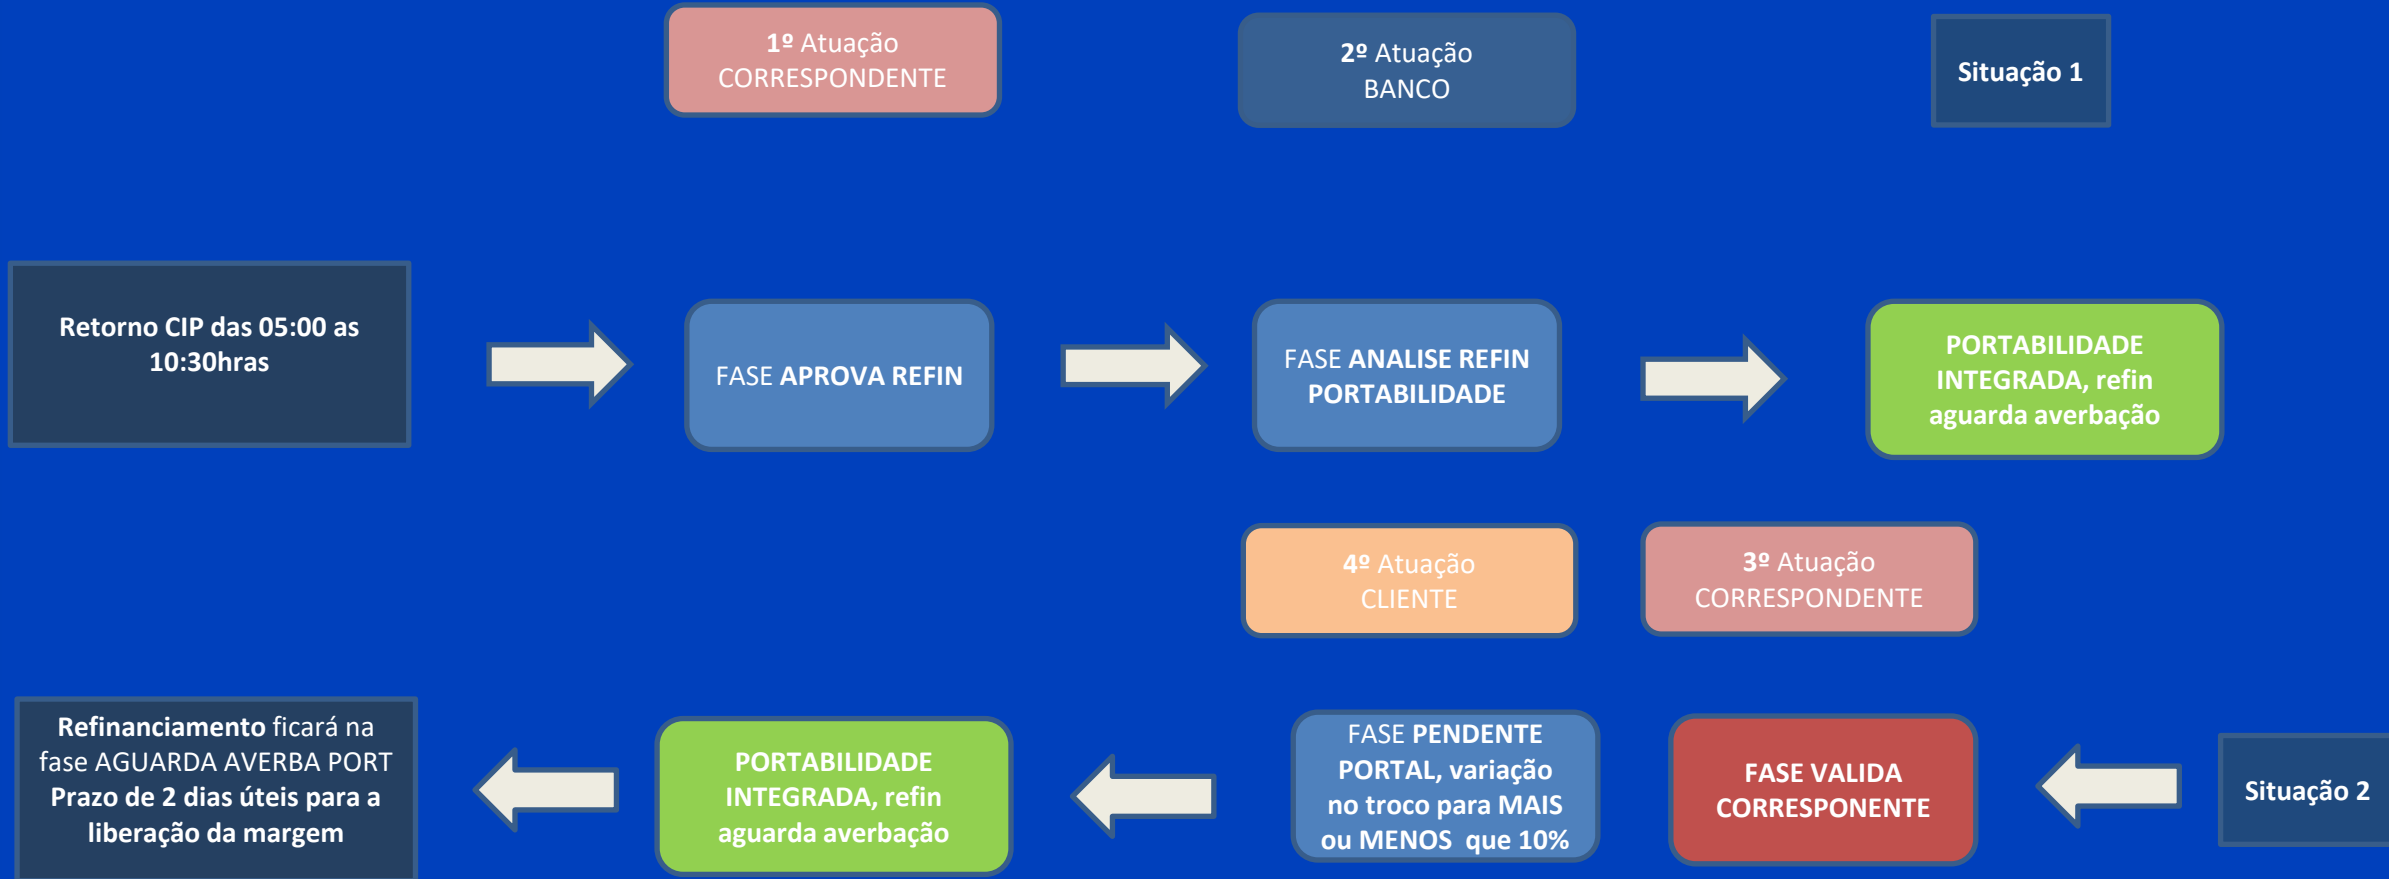 1º Atuação
CORRESPONDENTE
2º Atuação
BANCO
Situação 1
Retorno CIP das 05:00 as
10:30hras
FASE APROVA REFIN
FASE ANALISE REFIN
PORTABILIDADE
PORTABILIDADE
INTEGRADA, refin
aguarda averbação
4º Atuação
CLIENTE
3º Atuação
CORRESPONDENTE
Refinanciamento ficará na
fase AGUARDA AVERBA PORT
Prazo de 2 dias úteis para a
liberação da margem
PORTABILIDADE
INTEGRADA, refin
aguarda averbação
FASE PENDENTE
PORTAL, variação
no troco para MAIS
ou MENOS que 10%
FASE VALIDA
CORRESPONENTE
Situação 2